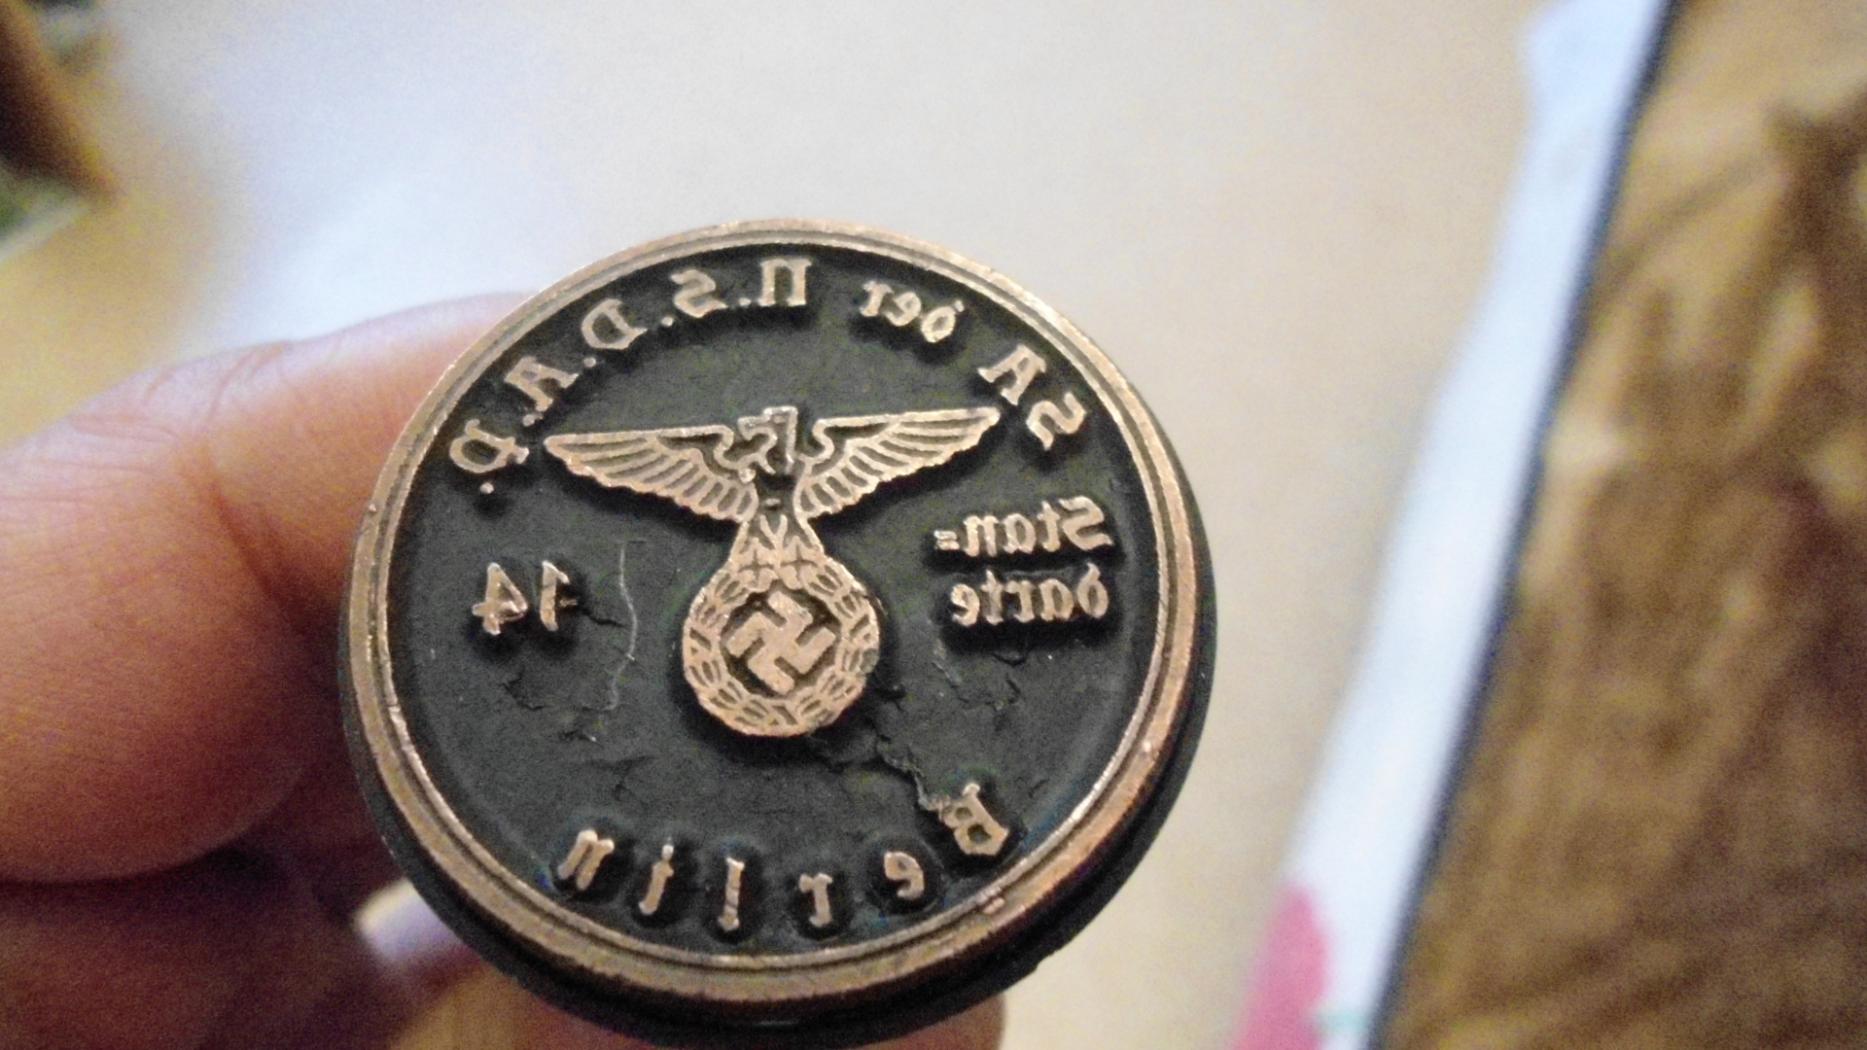 SA der N.S.D.A.P.
Stan=
darte
14
Berlin